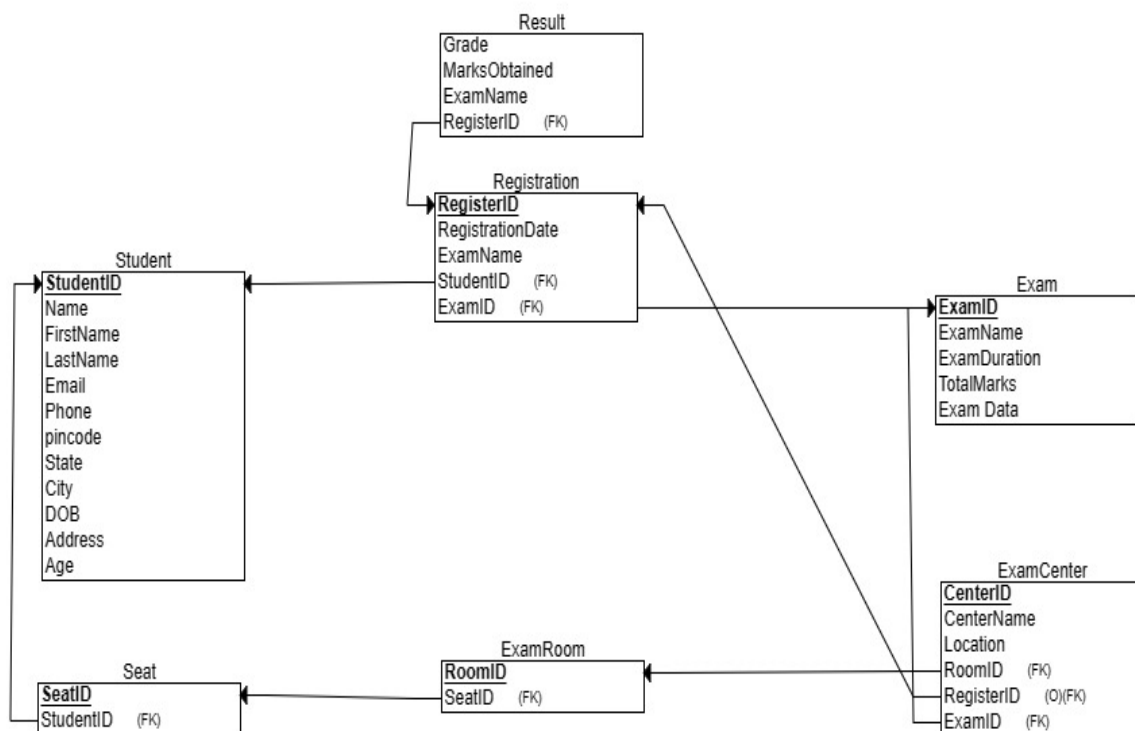 Result
Grade
MarksObtained
ExamName
RegisterID (FK)
Registration
RegisterID
RegistrationDate
ExamName
StudentID (FK)
ExamID (FK)
Student
StudentID
Name
FirstName
LastName
Email
Phone
pincode
State
City
DOB
Address
Age
Exam
ExamID
ExamName
ExamDuration
TotalMarks
Exam Data
ExamCenter
CenterID
CenterName
Location
RoomID (FK)
RegisterID (O)(FK)
ExamID (FK)
ExamRoom
RoomID
SeatID (FK)
Seat
SeatID
StudentID (FK)